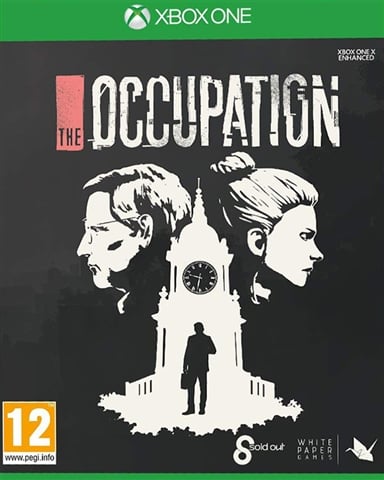 XBOX ONE
XBOX ONE X
ENHANCED
THE OCCUPATION
12
www.pegi.info
sold out
WHITE
PAPER
GAMES